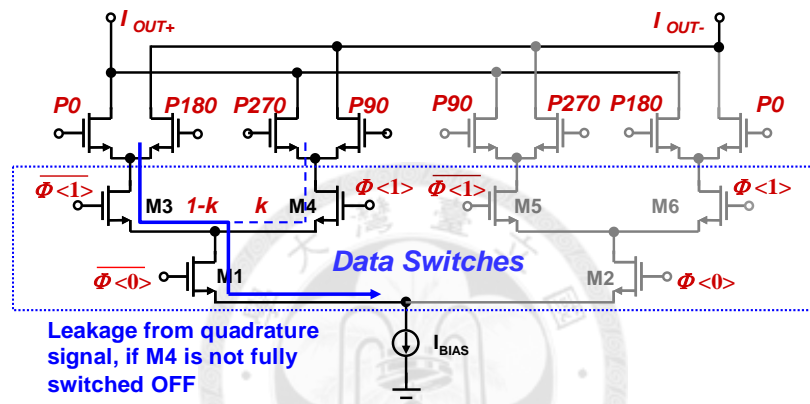 I OUT+
I OUT-
P0
P180
P270
P90
P90
P270
P180
P0
Φ<1>
M3
1-k
k
M4
Φ<1>
Φ<1>
M5
M6
Φ<1>
Data Switches
Φ<0>
M1
M2
Φ<0>
Leakage from quadrature
signal, if M4 is not fully
switched OFF
IBIAS